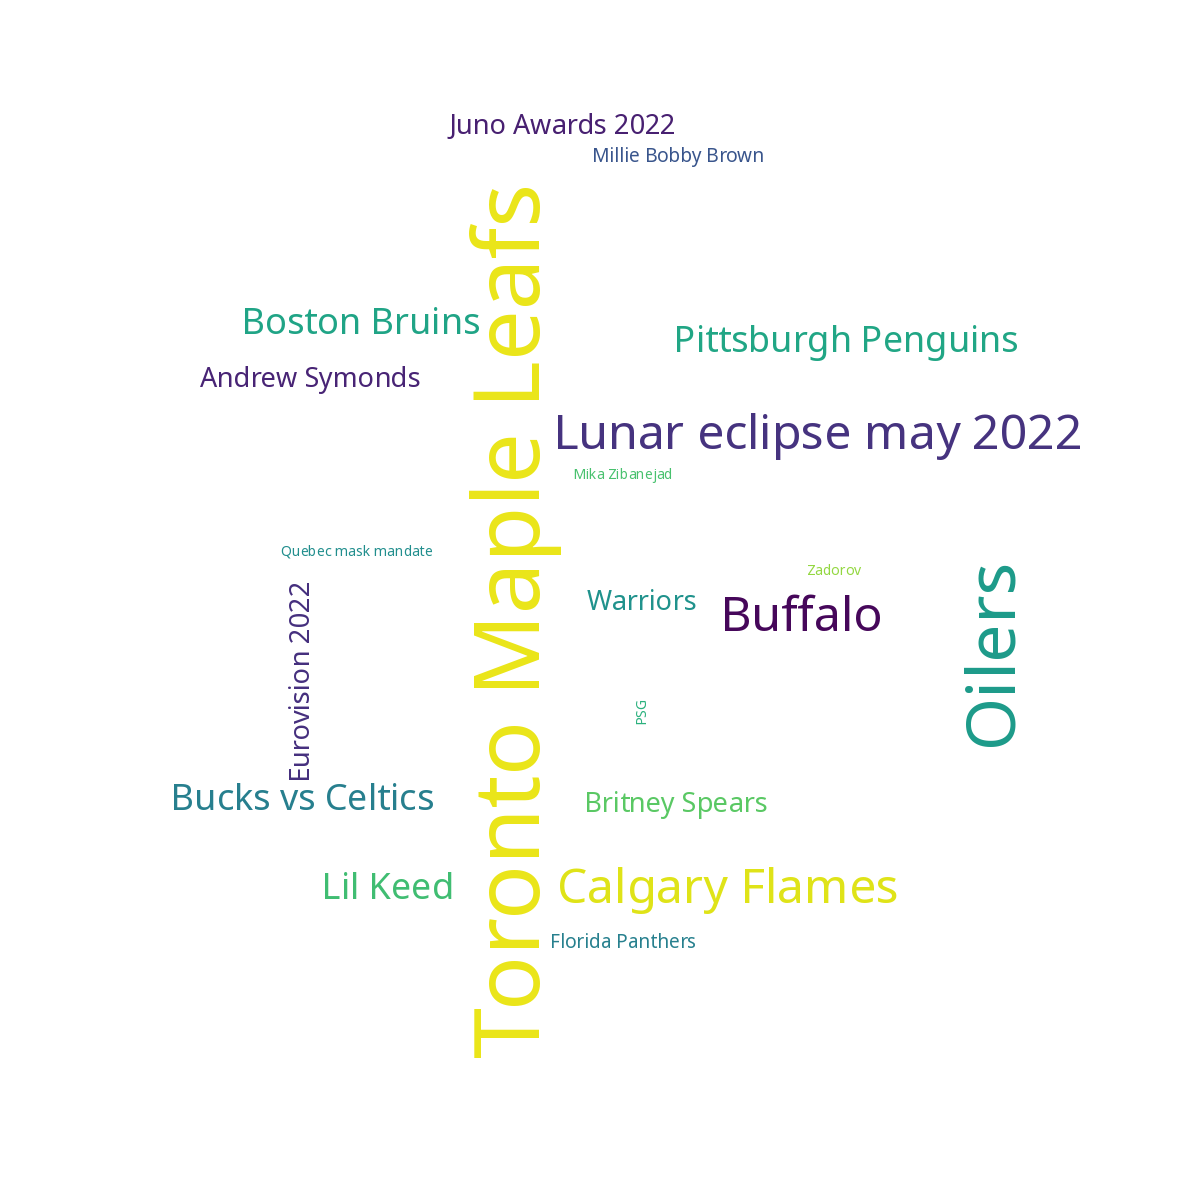 Juno Awards 2022
Millie Bobby Brown
Toronto Maple Leafs
Boston Bruins
Pittsburgh Penguins
Andrew Symonds
Lunar eclipse may 2022
Mika Zibanejad
Quebec mask mandate
Zadorov
Eurovision 2022
Warriors
Buffalo
Oilers
PSG
Bucks vs Celtics
Britney Spears
Lil Keed
Calgary Flames
Florida Panthers